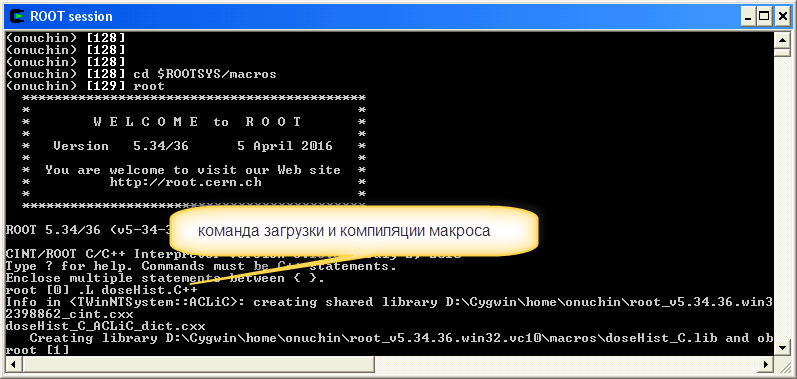 ROOT session
(onuchin) [128]
(onuchin) [128]
(onuchin) [128]
(onuchin) [128] cd $ROOTSYS/macros
(onuchin) [129] root
*******************************************
* *
* W E L C O M E to R O O T *
* *
* Version 5.34/36 5 April 2016 *
* *
* You are welcome to visit our Web site *
* http://root.cern.ch *
* *
*******************************************
ROOT 5.34/36 (v5-34-3
команда загрузки и компиляции макроса
CINT/ROOT C/C++ Interpreter
Type ? for help. Commands must be C++ statements.
Enclose multiple statements between { }.
root [0] .L doseHist.C++
Info in <TWinNTSystem::ACLiC>: creating shared library D:\Cygwin\home\onuchin\root_v5.34.36.win3
2398862_cint.cxx
doseHist_C_ACLiC_dict.cxx
Creating library D:\Cygwin\home\onuchin\root_v5.34.36.win32.vc10\macros\doseHist_C.lib and ob
root [1]